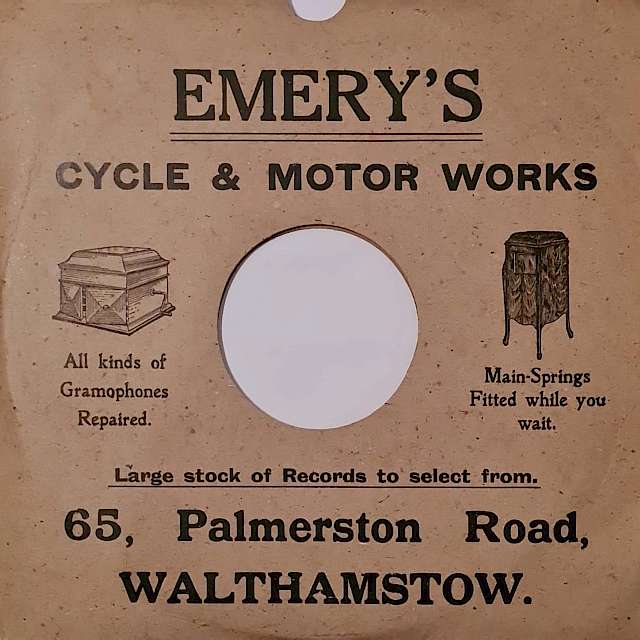 EMERY'S
CYCLE & MOTOR WORKS
All kinds of
Gramophones
Repaired.
Main-Springs
Fitted while you
wait.
Large stock of Records to select from.
65, Palmerston Road,
WALTHAMSTOW.